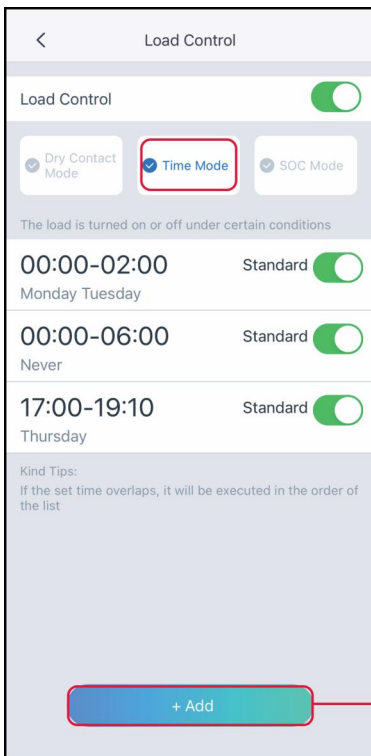 Load Control
Load Control
Dry Contact
Mode
Time Mode
SOC Mode
The load is turned on or off under certain conditions
00:00-02:00
Standard
Monday Tuesday
00:00-06:00
Standard
Never
17:00-19:10
Standard
Thursday
Kind Tips:
If the set time overlaps, it will be executed in the order of
the list
+ Add